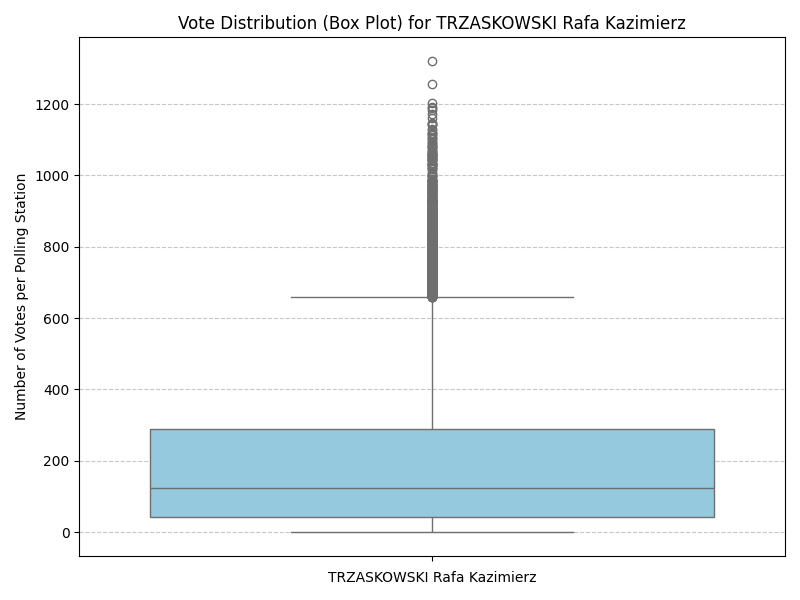 Vote Distribution (Box Plot) for TRZASKOWSKI Rafa Kazimierz
Number of Votes per Polling Station
1200
1000
800
600
400
200
0
TRZASKOWSKI Rafa Kazimierz